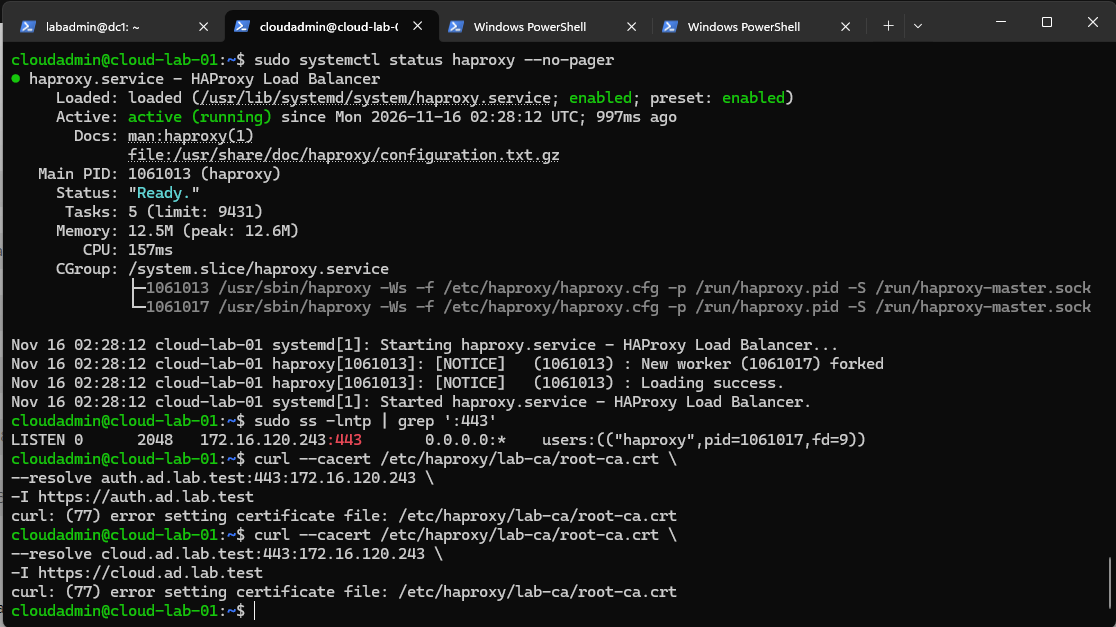 labadmin@dc1: ~
cloudadmin@cloud-lab-0
Windows PowerShell
Windows PowerShell
cloudadmin@cloud-lab-01:~$ sudo systemctl status haproxy --no-pager
● haproxy.service - HAProxy Load Balancer
Loaded: loaded (/usr/lib/systemd/system/haproxy.service; enabled; preset: enabled)
Active: active (running) since Mon 2026-11-16 02:28:12 UTC; 997ms ago
Docs: man:haproxy(1)
file:/usr/share/doc/haproxy/configuration.txt.gz
Main PID: 1061013 (haproxy)
Status: "Ready."
Tasks: 5 (limit: 9431)
Memory: 12.5M (peak: 12.6M)
CPU: 157ms
CGroup: /system.slice/haproxy.service
├─1061013 /usr/sbin/haproxy -Ws -f /etc/haproxy/haproxy.cfg -p /run/haproxy.pid -S /run/haproxy-master.sock
└─1061017 /usr/sbin/haproxy -Ws -f /etc/haproxy/haproxy.cfg -p /run/haproxy.pid -S /run/haproxy-master.sock
Nov 16 02:28:12 cloud-lab-01 systemd[1]: Starting haproxy.service - HAProxy Load Balancer...
Nov 16 02:28:12 cloud-lab-01 haproxy[1061013]: [NOTICE] (1061013) : New worker (1061017) forked
Nov 16 02:28:12 cloud-lab-01 haproxy[1061013]: [NOTICE] (1061013) : Loading success.
Nov 16 02:28:12 cloud-lab-01 systemd[1]: Started haproxy.service - HAProxy Load Balancer.
cloudadmin@cloud-lab-01:~$ sudo ss -lntp | grep ':443'
LISTEN 0 2048 172.16.120.243:443 0.0.0.0:* users:(("haproxy",pid=1061017,fd=9))
cloudadmin@cloud-lab-01:~$ curl --cacert /etc/haproxy/lab-ca/root-ca.crt \
--resolve auth.ad.lab.test:443:172.16.120.243 \
-I https://auth.ad.lab.test
curl: (77) error setting certificate file: /etc/haproxy/lab-ca/root-ca.crt
cloudadmin@cloud-lab-01:~$ curl --cacert /etc/haproxy/lab-ca/root-ca.crt \
--resolve cloud.ad.lab.test:443:172.16.120.243 \
-I https://cloud.ad.lab.test
curl: (77) error setting certificate file: /etc/haproxy/lab-ca/root-ca.crt
cloudadmin@cloud-lab-01:~$